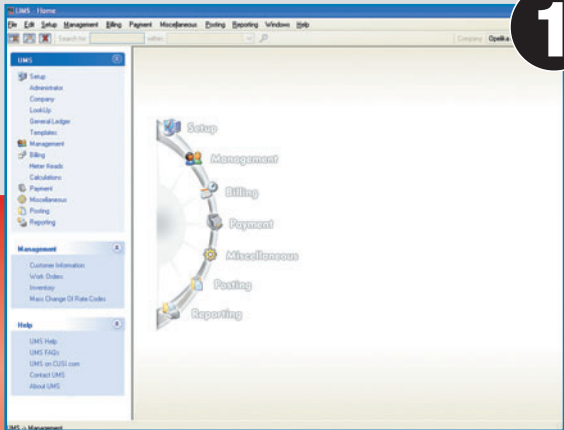 UMS - Home
File Edit Setup Management Billing Payment Miscellaneous Posting Reporting Windows Help
Search for within Company Opelika
1
UMS
Setup
Administrator
Company
LookUp
General Ledger
Templates
Management
Billing
Meter Reads
Calculations
Payment
Miscellaneous
Posting
Reporting
Management
Customer Information
Work Orders
Inventory
Mass Change Of Rate Codes
Help
UMS Help
UMS FAQs
UMS on CUSI.com
Contact UMS
About UMS
Setup
Management
Billing
Payment
Miscellaneous
Posting
Reporting
UMS -> Management